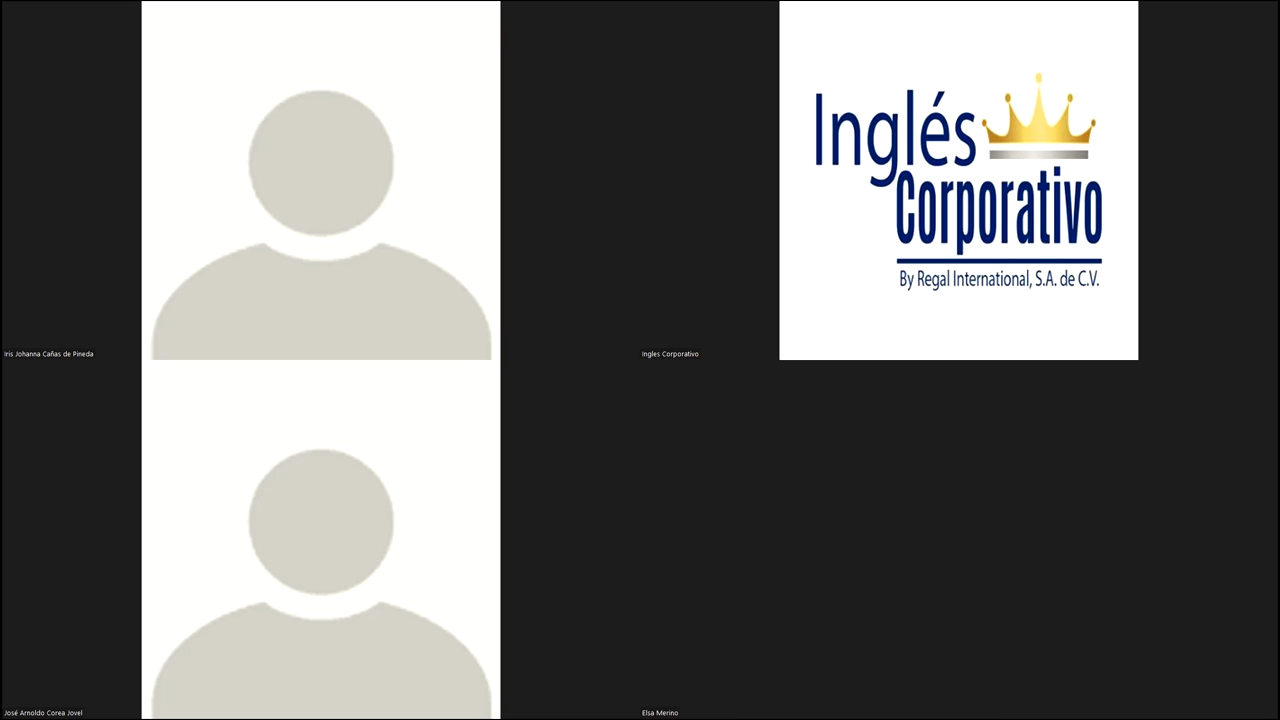 Inglés
Corporativo
By Regal International, S.A. de C.V.
Iris Johanna Cañas de Pineda
Ingles Corporativo
José Arnoldo Corea Jovel
Elsa Merino